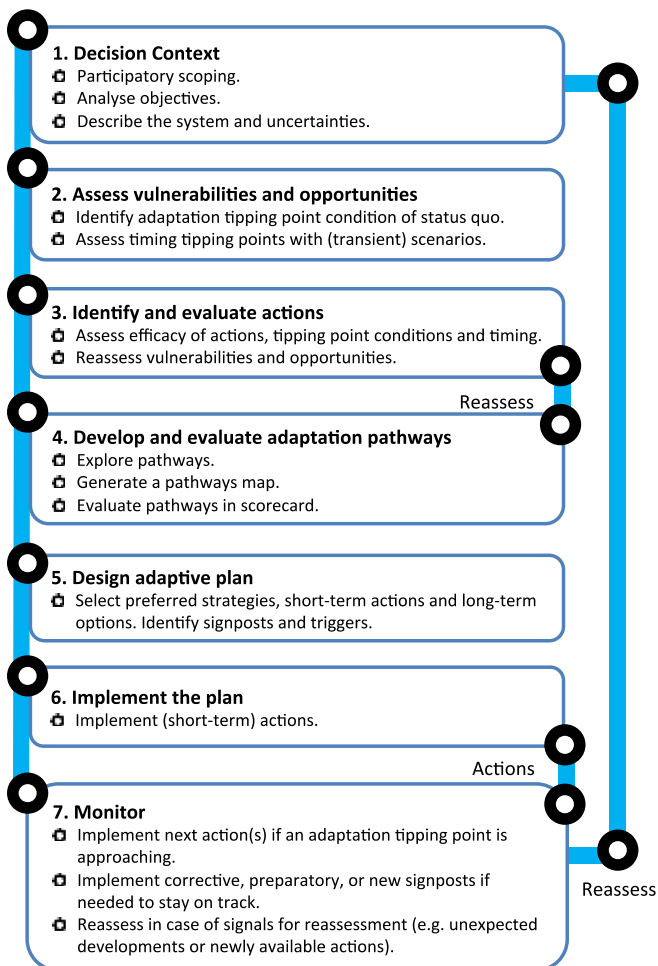 1. Decision Context
Participatory scoping.
Analyse objectives.
Describe the system and uncertainties.
2. Assess vulnerabilities and opportunities
Identify adaptation tipping point condition of status quo.
Assess timing tipping points with (transient) scenarios.
3. Identify and evaluate actions
Assess efficacy of actions, tipping point conditions and timing.
Reassess vulnerabilities and opportunities.
Reassess
4. Develop and evaluate adaptation pathways
Explore pathways.
Generate a pathways map.
Evaluate pathways in scorecard.
5. Design adaptive plan
Select preferred strategies, short-term actions and long-term
options. Identify signposts and triggers.
6. Implement the plan
Implement (short-term) actions.
Actions
7. Monitor
Implement next action(s) if an adaptation tipping point is
approaching.
Implement corrective, preparatory, or new signposts if
needed to stay on track.
Reassess in case of signals for reassessment (e.g. unexpected
developments or newly available actions).
Reassess